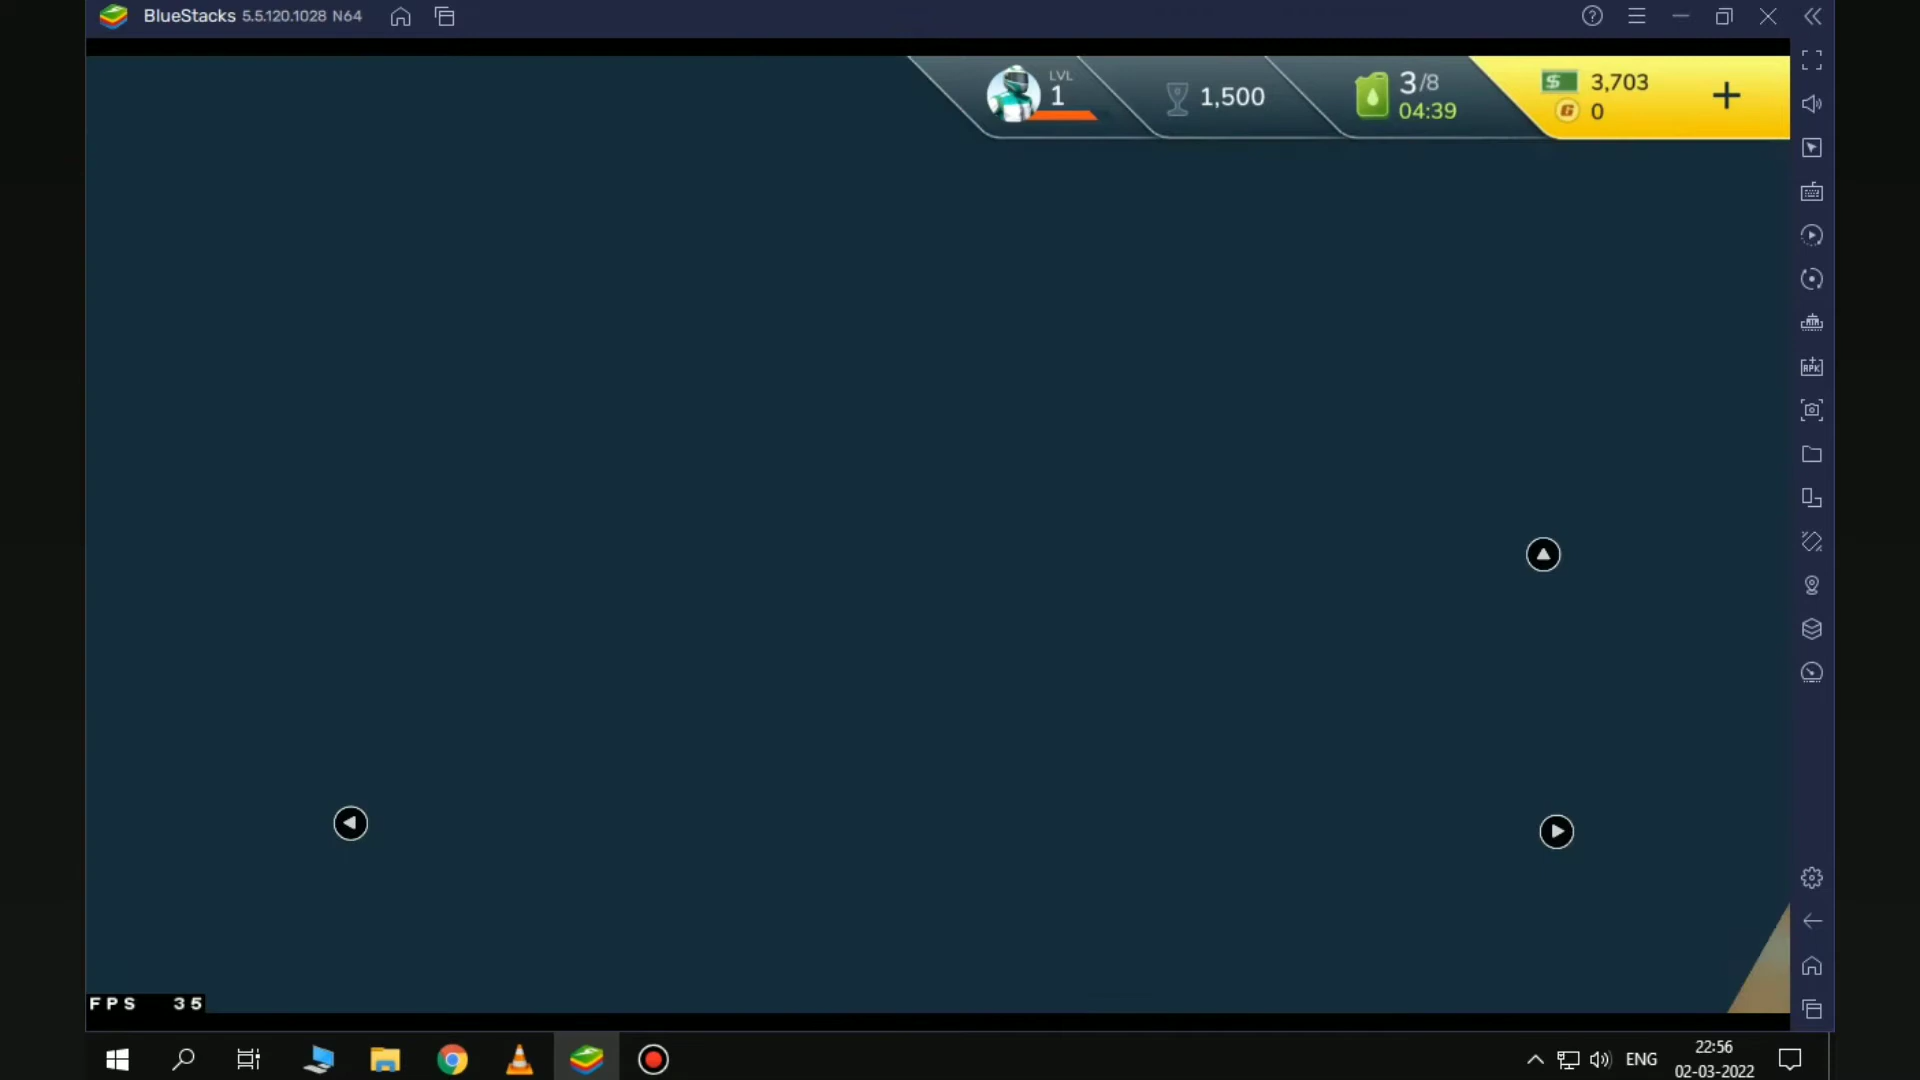 BlueStacks 5.5.120.1028 N64
LVL
1
1,500
3/8
04:39
$ 3,703
G 0
RPK
FPS 35
ENG
22:56
02-03-2022